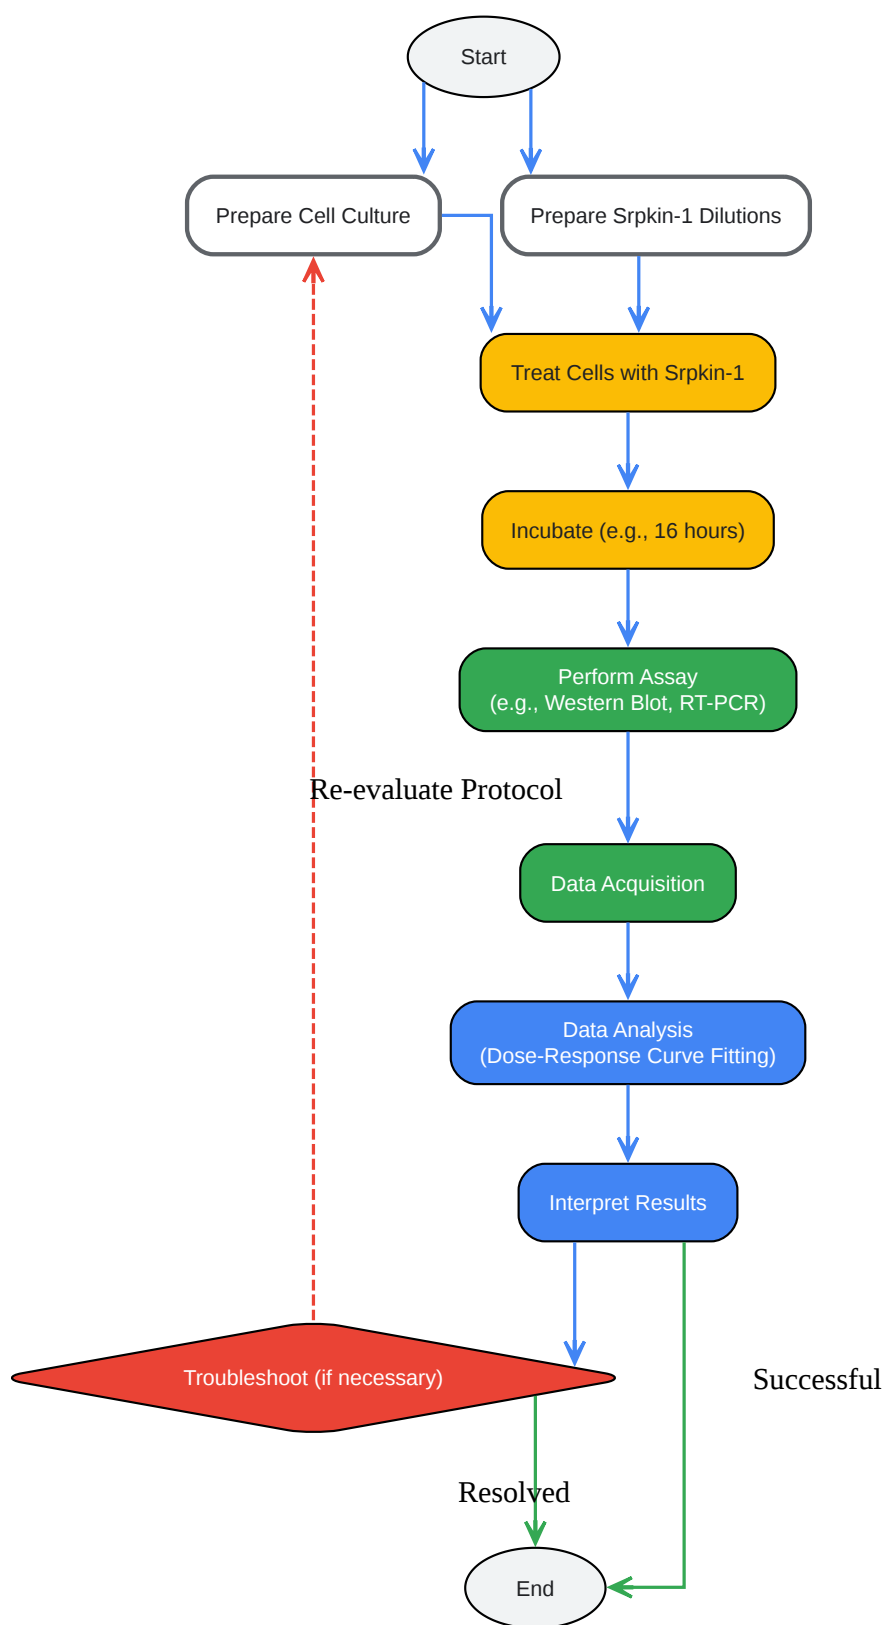 Start
Prepare Cell Culture
Prepare Srpkin-1 Dilutions
Treat Cells with Srpkin-1
Incubate (e.g., 16 hours)
Perform Assay
(e.g., Western Blot, RT-PCR)
Re-evaluate Protocol
Data Acquisition
Data Analysis
(Dose-Response Curve Fitting)
Interpret Results
Troubleshoot (if necessary)
Successful
Resolved
End